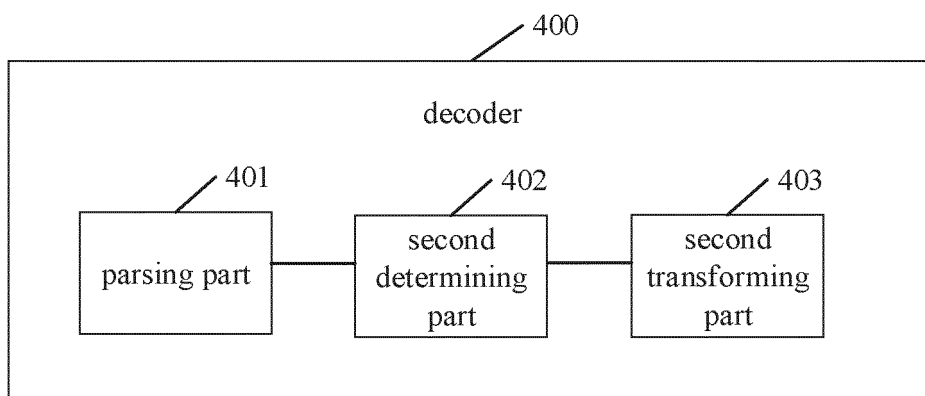 400
decoder
401
402
403
parsing part
second
determining
part
second
transforming
part